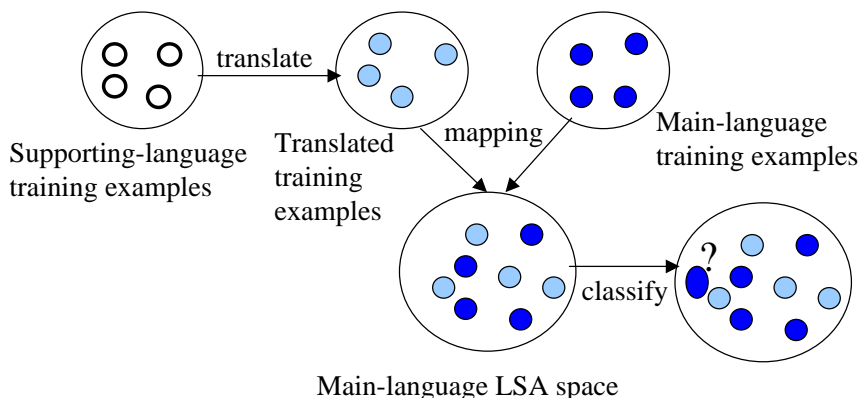 translate
mapping
Supporting-language
training examples
Translated
training
examples
Main-language
training examples
?
classify
Main-language LSA space